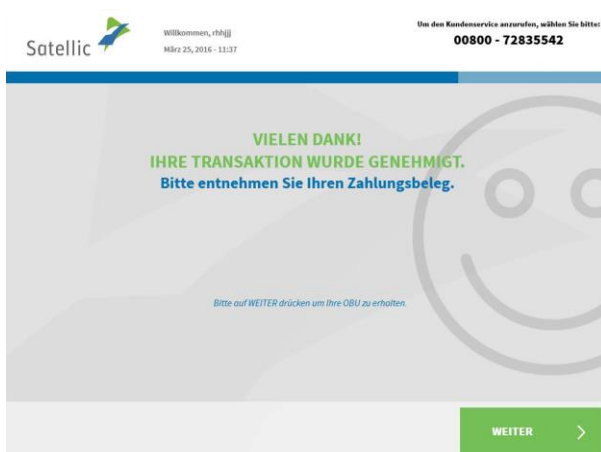 Satellic
Willkommen, rhhjjj
März 25, 2016 - 11:37
Um den Kundenservice anzurufen, wählen Sie bitte:
00800 - 72835542
VIELEN DANK!
IHRE TRANSAKTION WURDE GENEHMIGT.
Bitte entnehmen Sie Ihren Zahlungsbeleg.
Bitte auf WEITER drücken um Ihre OBU zu erhalten.
WEITER